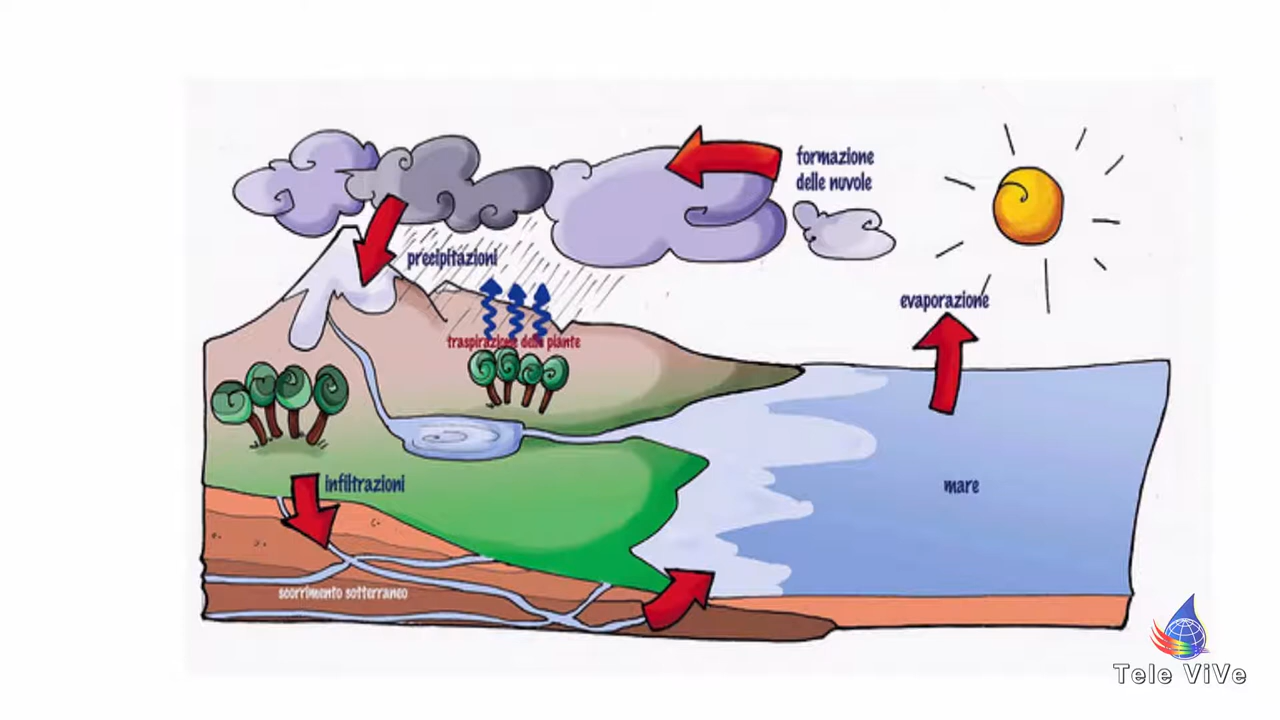 formazione
delle nuvole
precipitazioni
evaporazione
traspirazione delle piante
infiltrazioni
mare
scorrimento sotterraneo
Tele ViVe